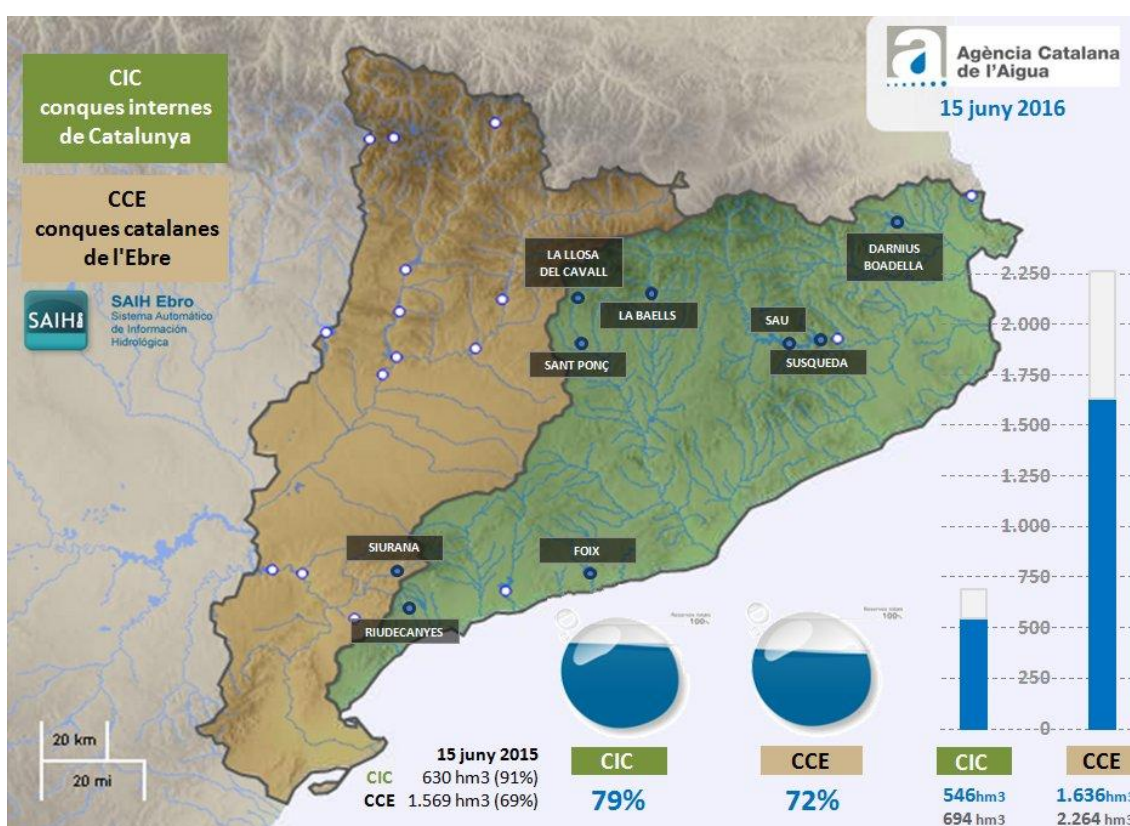 CIC
conques internes
de Catalunya
CCE
conques catalanes
de l'Ebre
SAIH
SAIH Ebro
Sistema Automático
de Información
Hidrológica
a
Agència Catalana
de l'Aigua
15 juny 2016
LA LLOSA
DEL CAVALL
LA BAELLS
SANT PONÇ
SAU
SUSQUEDA
DARNIUS
BOADELLA
SIURANA
RIUDECANYES
FOIX
2.250
2.000
1.750
1.500
1.250
1.000
750
500
250
0
100%
100%
20 km
20 mi
15 juny 2015
CIC 630 hm3 (91%)
CCE 1.569 hm3 (69%)
CIC
79%
CCE
72%
CIC
546hm3
694 hm3
CCE
1.636hm3
2.264 hm3